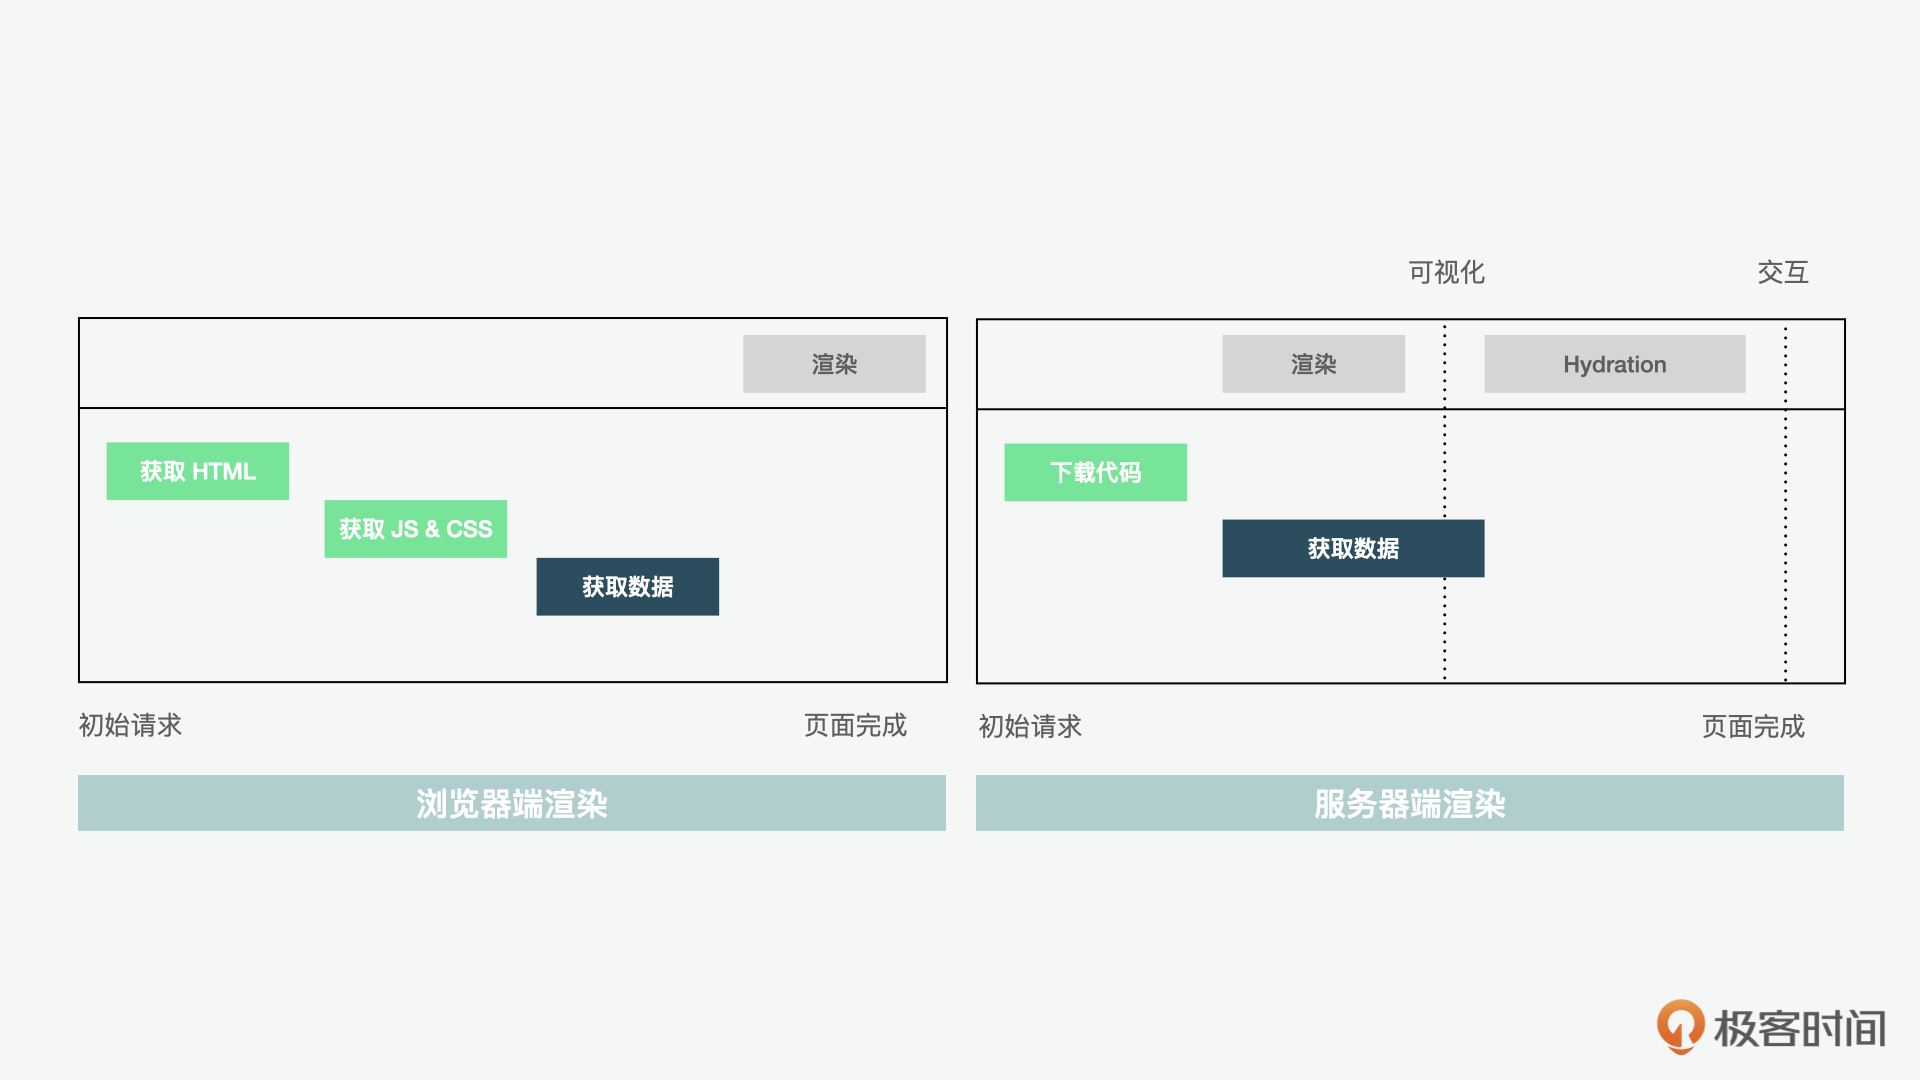 可视化
交互
渲染
获取 HTML
获取 JS & CSS
获取数据
初始请求
页面完成
浏览器端渲染
渲染
Hydration
下载代码
获取数据
初始请求
页面完成
服务器端渲染
极客时间